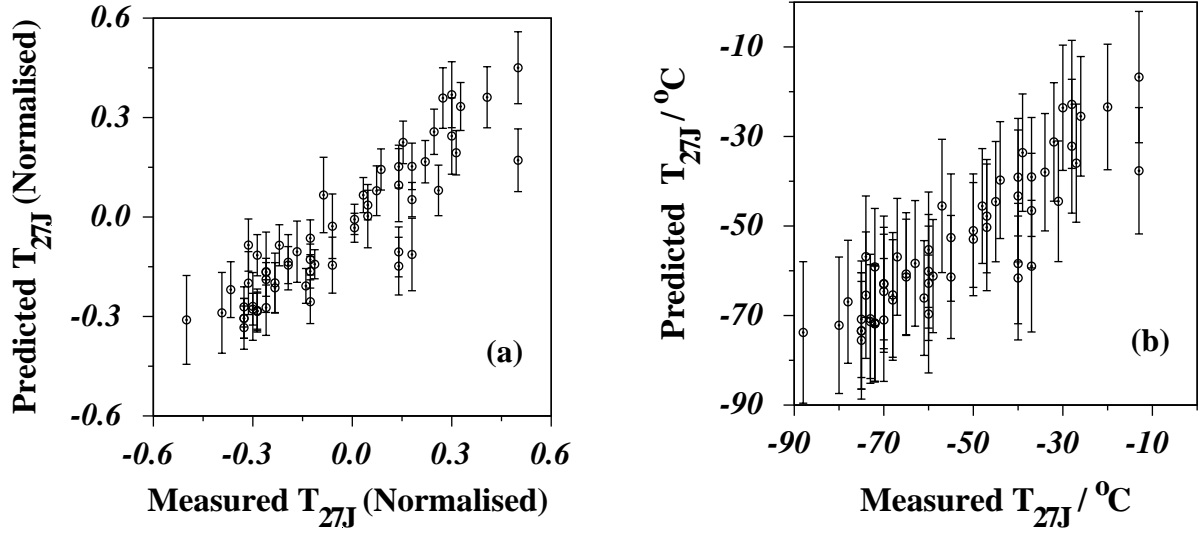 0.6
0.3
0.0
-0.3
-0.6
-0.6 -0.3 0.0 0.3 0.6
Predicted T27J (Normalised)
Measured T27J (Normalised)
(a)
-10
-30
-50
-70
-90
-90 -70 -50 -30 -10
Predicted T27J / oC
Measured T27J / oC
(b)